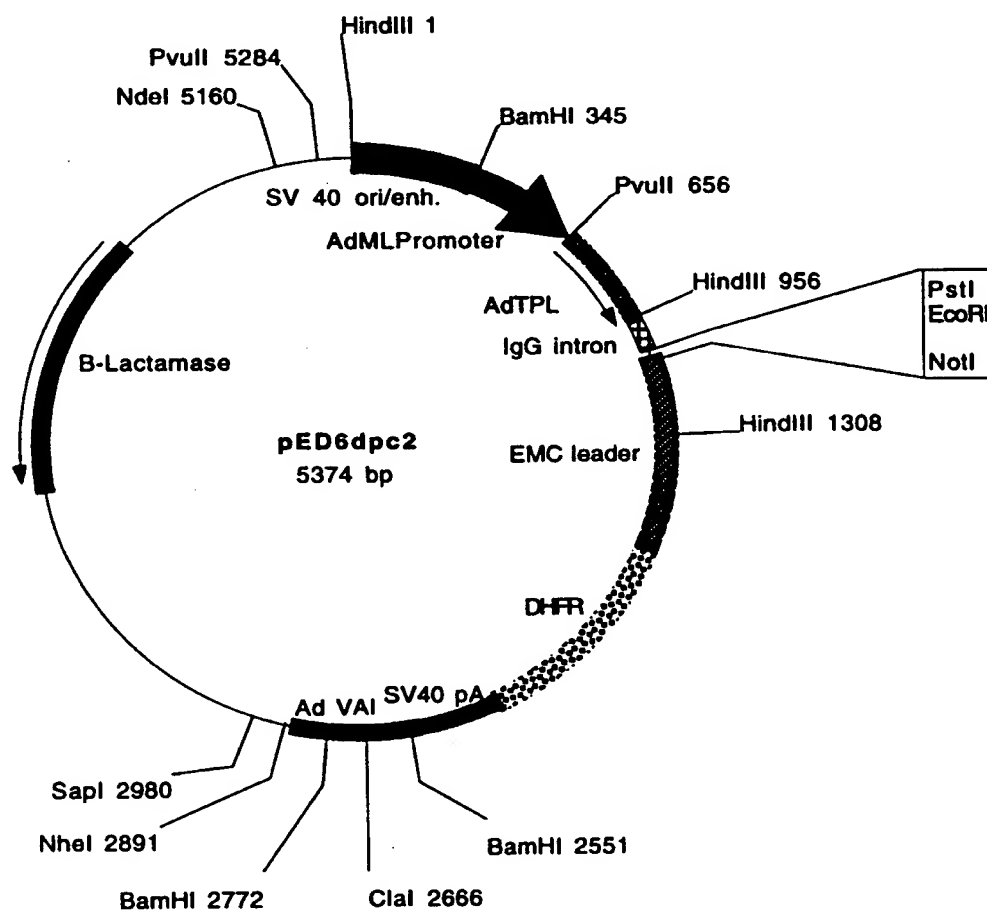 HindIII 1
PvuII 5284
NdeI 5160
BamHI 345
SV 40 ori/enh.
PvuII 656
AdMLPromoter
HindIII 956
AdTPL
PstI
EcoRI
IgG intron
NotI
B-Lactamase
HindIII 1308
pED6dpc2
EMC leader
5374 bp
DHFR
SV40 pA
Ad VAI
SapI 2980
NheI 2891
BamHI 2551
BamHI 2772
ClaI 2666